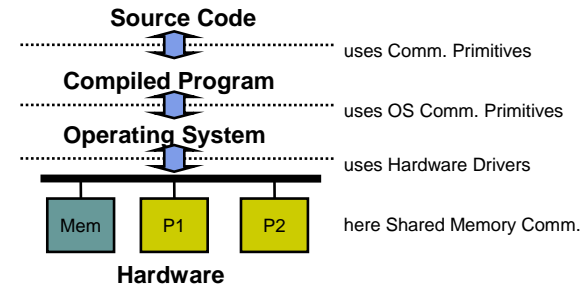 Source Code
uses Comm. Primitives
Compiled Program
uses OS Comm. Primitives
Operating System
uses Hardware Drivers
Mem
P1
P2
here Shared Memory Comm.
Hardware